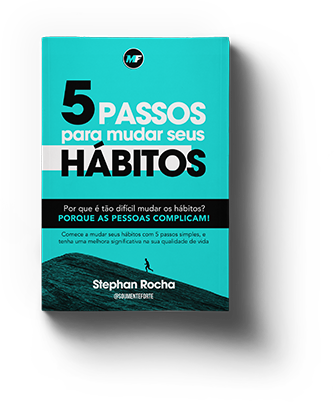 MF
5 PASSOS
para mudar seus
HÁBITOS
Por que é tão difícil mudar os hábitos?
PORQUE AS PESSOAS COMPLICAM!
Comece a mudar seus hábitos com 5 passos simples, e
tenha uma melhora significativa na sua qualidade de vida
Stephan Rocha
@SOUMENTEFORTE